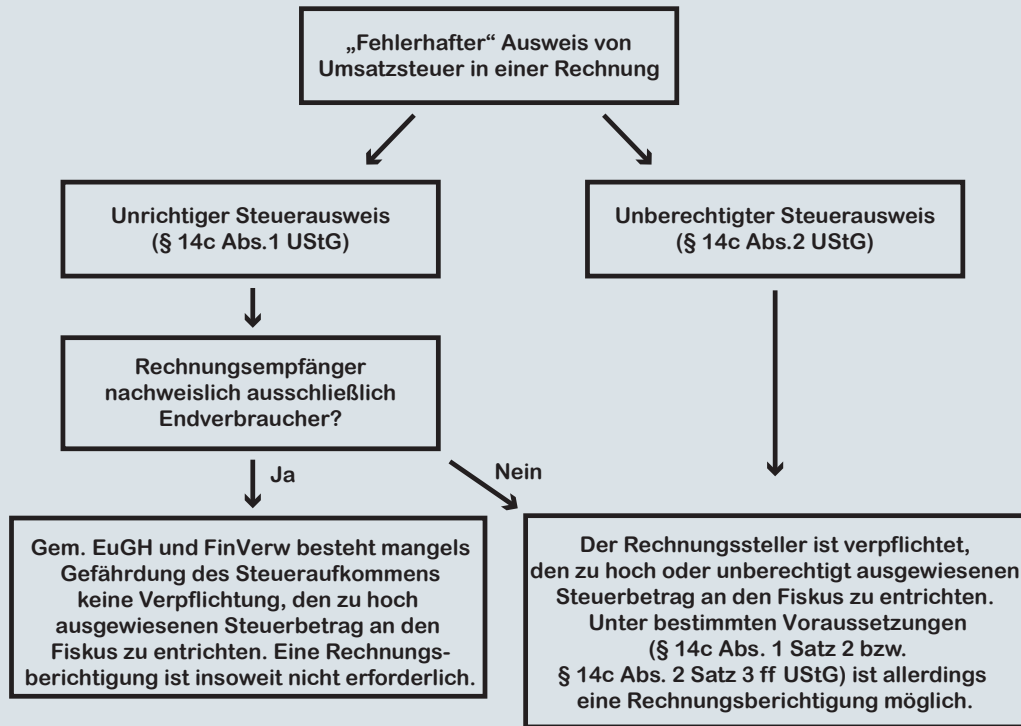 „Fehlerhafter“ Ausweis von
Umsatzsteuer in einer Rechnung
Unrichtiger Steuerausweis
(§ 14c Abs.1 UStG)
Unberechtigter Steuerausweis
(§ 14c Abs.2 UStG)
Rechnungsempfänger
nachweislich ausschließlich
Endverbraucher?
Ja
Nein
Gem. EuGH und FinVerw besteht mangels
Gefährdung des Steueraufkommens
keine Verpflichtung, den zu hoch
ausgewiesenen Steuerbetrag an den
Fiskus zu entrichten. Eine Rechnungs-
berichtigung ist insoweit nicht erforderlich.
Der Rechnungssteller ist verpflichtet,
den zu hoch oder unberechtigt ausgewiesenen
Steuerbetrag an den Fiskus zu entrichten.
Unter bestimmten Voraussetzungen
(§ 14c Abs. 1 Satz 2 bzw.
§ 14c Abs. 2 Satz 3 ff UStG) ist allerdings
eine Rechnungsberichtigung möglich.